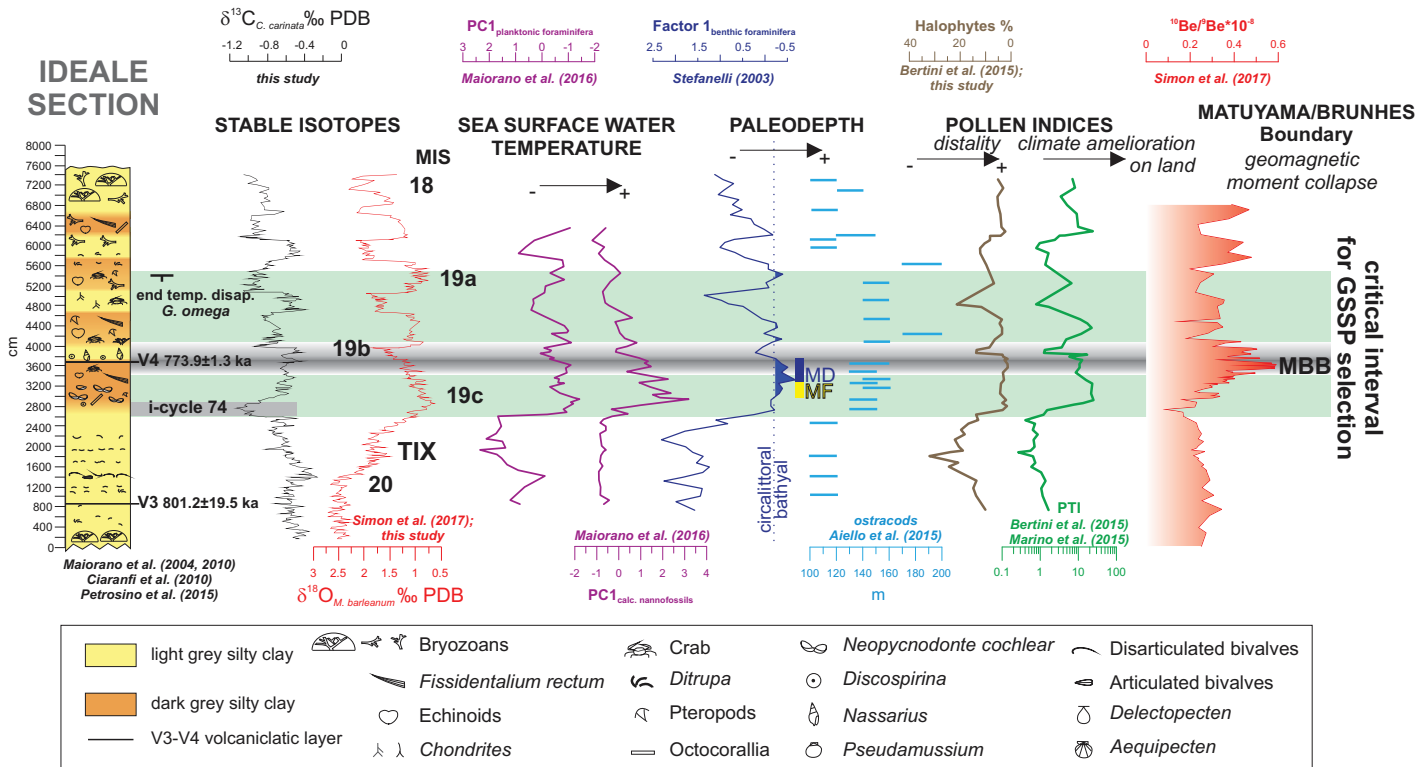 δ13C C. carinata ‰ PDB
-1.2 -0.8 -0.4 0
this study
PC1 planktonic foraminifera
3 2 1 0 -1 -2
Maiorano et al. (2016)
Factor 1 benthic foraminifera
2.5 1.5 0.5 -0.5
Stefanelli (2003)
Halophytes %
40 20 0
Bertini et al. (2015);
this study
10Be/9Be*10-8
0 0.2 0.4 0.6
Simon et al. (2017)
IDEALE
SECTION
STABLE ISOTOPES
SEA SURFACE WATER
TEMPERATURE
PALEODEPTH
POLLEN INDICES
distality
climate amelioration
on land
MATUYAMA/BRUNHES
Boundary
geomagnetic
moment collapse
MIS
- +
- +
- +
8000
7600
7200
6800
6400
6000
5600
5200
4800
4400
4000
3600
3200
2800
2400
2000
1600
1200
800
400
0
cm
18
19a
19b
19c
TIX
20
end temp. disap.
G. omega
V4 773.9±1.3 ka
i-cycle 74
V3 801.2±19.5 ka
MD
MF
circalittoral
bathyal
MBB
critical interval
for GSSP selection
Maiorano et al. (2004, 2010)
Ciaranfi et al. (2010)
Petrosino et al. (2015)
Simon et al. (2017);
this study
3 2.5 2 1.5 1 0.5
δ18O M. barleanum ‰ PDB
Maiorano et al. (2016)
-2 -1 0 1 2 3 4
PC1 calc. nannofossils
ostracods
Aiello et al. (2015)
100 120 140 160 180 200
m
PTI
Bertini et al. (2015)
Marino et al. (2015)
0.1 1 10 100
light grey silty clay
dark grey silty clay
V3-V4 volcaniclatic layer
Bryozoans
Fissidentalium rectum
Echinoids
Chondrites
Crab
Ditrupa
Pteropods
Octocorallia
Neopycnodonte cochlear
Discospirina
Nassarius
Pseudamussium
Disarticulated bivalves
Articulated bivalves
Delectopecten
Aequipecten